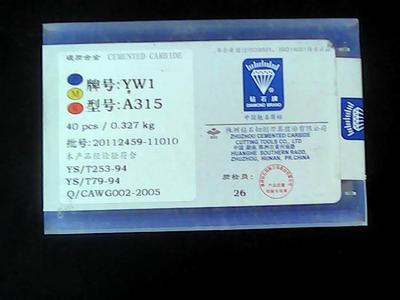 硬质合金 CEMENTED CARBIDE
牌号: YW1
M
K
型号: A315
40 pcs / 0.327 kg
批号: 20112459-11010
本产品经检验符合
YS/T253-94
YS/T79-94
Q/CAWG002-2005
钻石牌
DIAMOND BRAND
中国驰名商标
株洲钻石切削刀具股份有限公司
ZHUZHOU CEMENTED CARBIDE
CUTTING TOOLS CO., LTD
HUANGHE SOUTHERN ROAD,
ZHUZHOU, HUNAN, PR.CHINA
质检员:
26